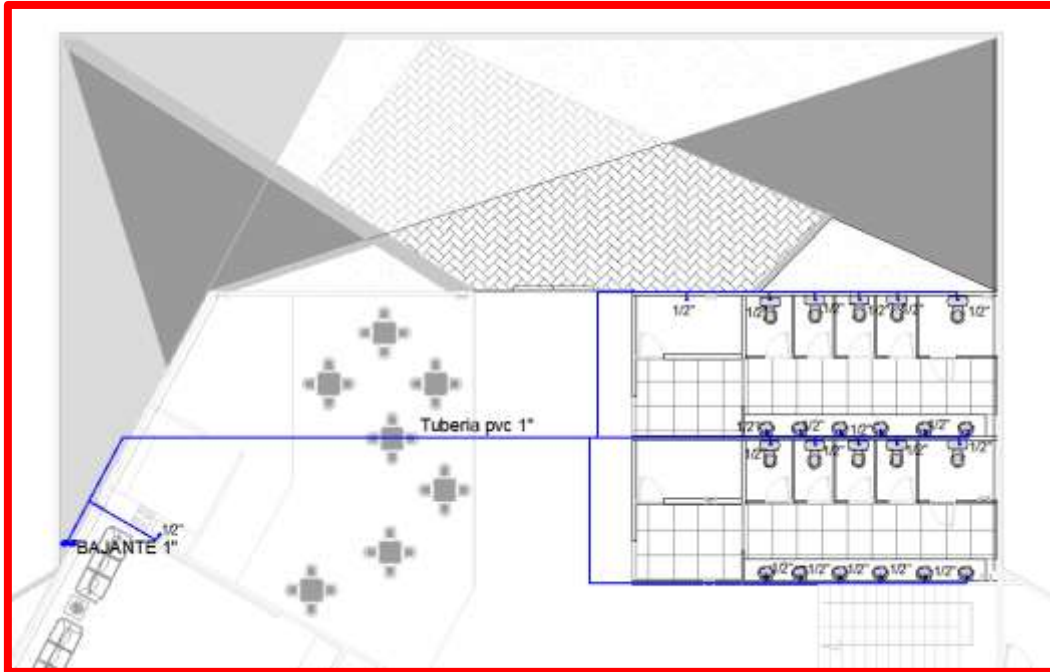 1/2" 1/2" 1/2" 1/2" 1/2" 1/2"
Tuberia pvc 1"
1/2" 1/2" 1/2" 1/2" 1/2"
1/2" 1/2" 1/2" 1/2"
1/2"
BAJANTE 1"
1/2" 1/2" 1/2" 1/2" 1/2"